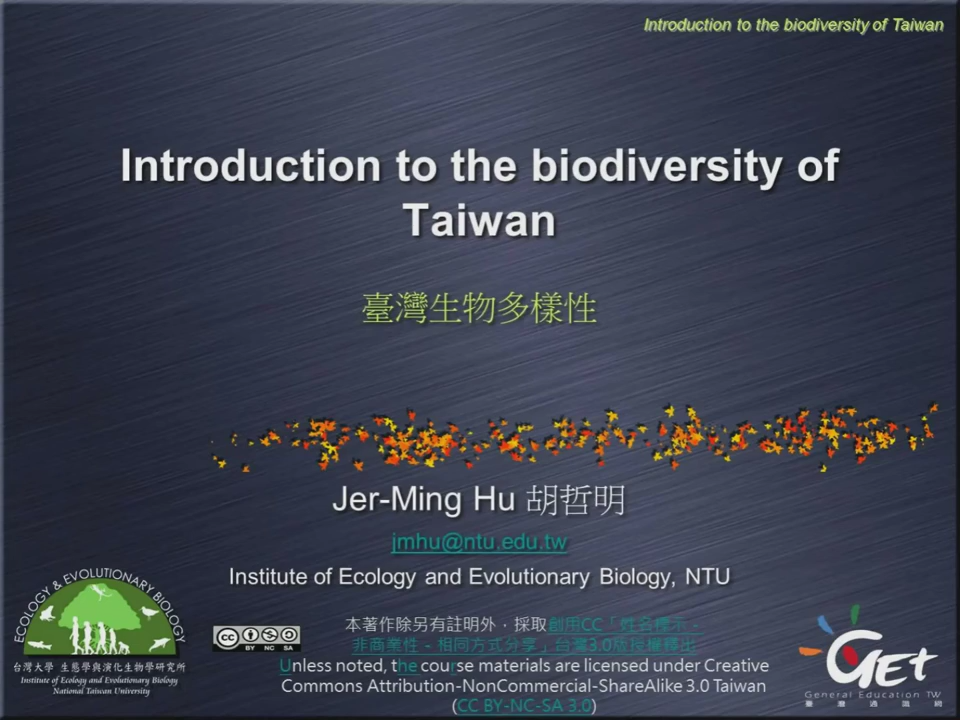 Introduction to the biodiversity of Taiwan
Introduction to the biodiversity of
Taiwan
臺灣生物多樣性
Jer-Ming Hu 胡哲明
jmhu@ntu.edu.tw
Institute of Ecology and Evolutionary Biology, NTU
ECOLOGY & EVOLUTIONARY BIOLOGY
台灣大學 生態學與演化生物學研究所
Institute of Ecology and Evolutionary Biology
National Taiwan University
cc BY NC SA
本著作除另有註明外，採取創用CC「姓名標示－
非商業性－相同方式分享」台灣3.0版授權釋出
Unless noted, the course materials are licensed under Creative
Commons Attribution-NonCommercial-ShareAlike 3.0 Taiwan
(CC BY-NC-SA 3.0)
GET
General Education TW
臺灣通識網